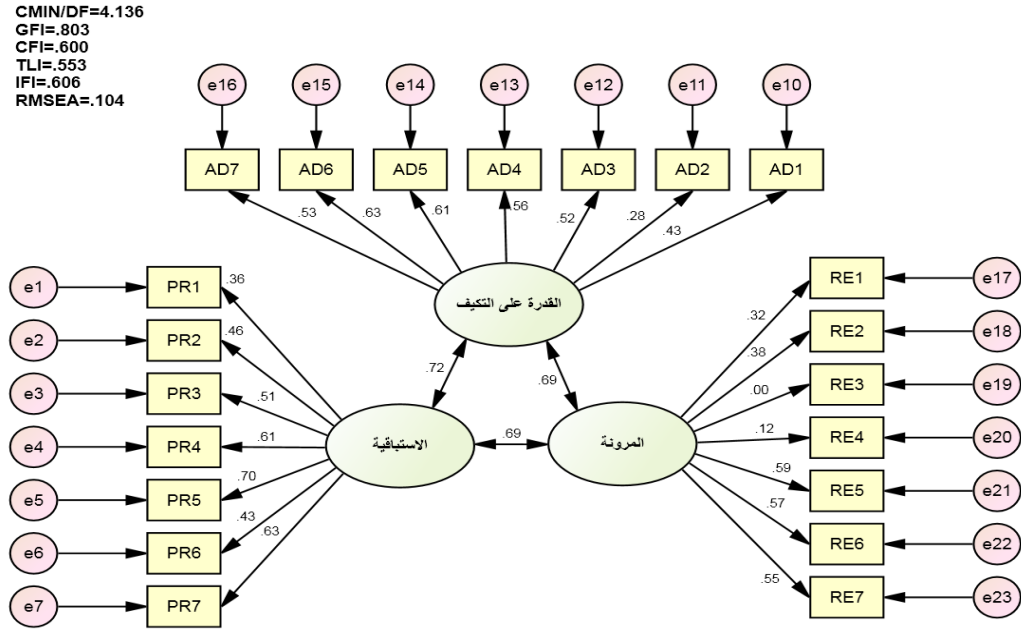 CMIN/DF=4.136
GFI=.803
CFI=.600
TLI=.553
IFI=.606
RMSEA=.104
e16 e15 e14 e13 e12 e11 e10
AD7 AD6 AD5 AD4 AD3 AD2 AD1
.53 .63 .61 .56 .52 .28 .43
القدرة على التكيف
e1 PR1 .36
e2 PR2 .46
e3 PR3 .51
e4 PR4 .61
e5 PR5 .70
e6 PR6 .43
e7 PR7 .63
الاستباقية
.72
.69
.69
المرونة
.32 RE1 e17
.38 RE2 e18
.00 RE3 e19
.12 RE4 e20
.59 RE5 e21
.57 RE6 e22
.55 RE7 e23